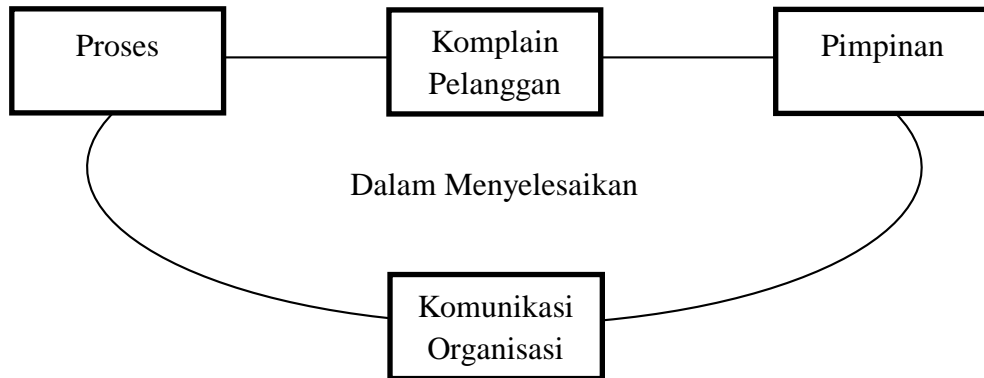 Proses
Komplain
Pelanggan
Pimpinan
Dalam Menyelesaikan
Komunikasi
Organisasi